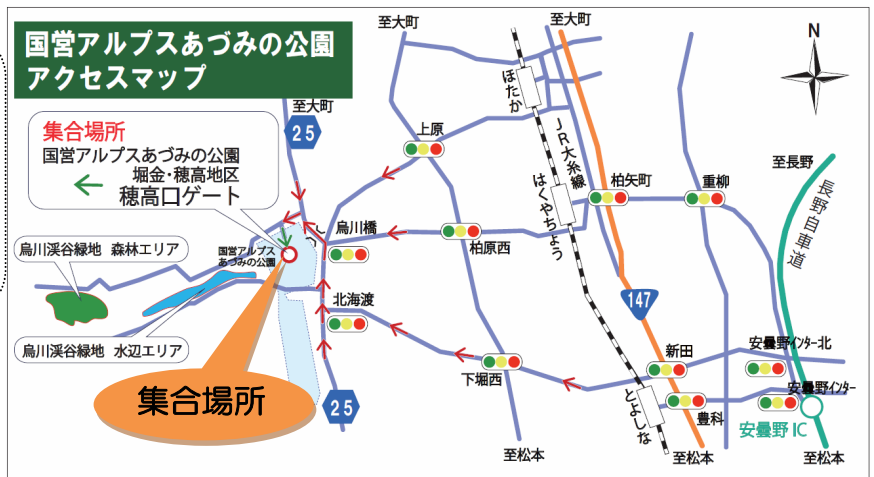 国営アルプスあづみの公園
アクセスマップ
至大町
至大町
N
至大町
25
集合場所
国営アルプスあづみの公園
堀金・穂高地区
穂高口ゲート
上原
ほたか
JR大糸線
はくやちょう
柏矢町
重柳
至長野
長野自車道
烏川橋
柏原西
国営アルプス
あづみの公園
烏川渓谷緑地 森林エリア
烏川渓谷緑地 水辺エリア
北海渡
147
新田
安曇野インター北
下堀西
安曇野インター
集合場所
25
とよしな
豊科
安曇野IC
至松本
至松本
至松本